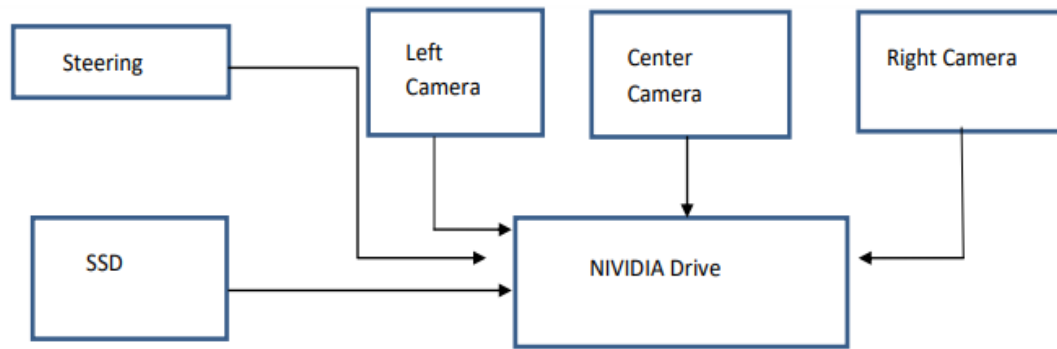 Steering
Left
Camera
Center
Camera
Right Camera
SSD
NIVIDIA Drive